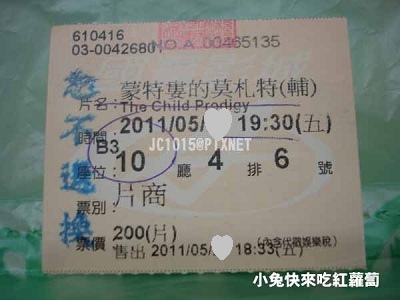 610416
03-0042680
NO.A 00465135
恕不退換
蒙特婁的莫札特(輔)
片名:The Child Prodigy
時間:2011/05/ 19:30(五)
B3
座位:10 廳 4 排 6 號
JC1015@PIXNET
票別:片商
票價:200(片) (內含代徵娛樂稅)
售出 2011/05/ 18:33(五)
小兔快來吃紅蘿蔔